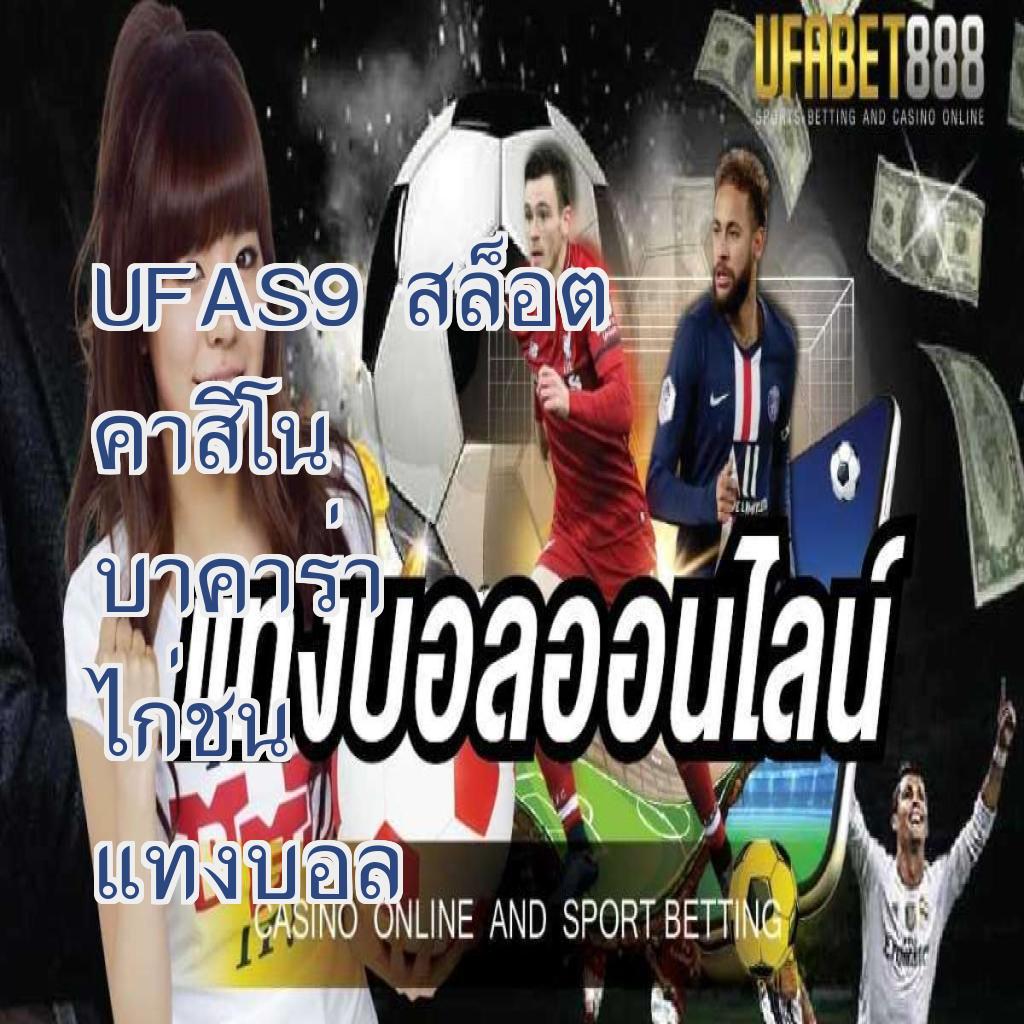 UFABET888
SPORTS BETTING AND CASINO ONLINE
UFAS9 สล็อต
คาสิโน
บาคาร่า
ไก่ชน
แทงบอล
แทงบอลออนไลน์
CASINO ONLINE AND SPORT BETTING